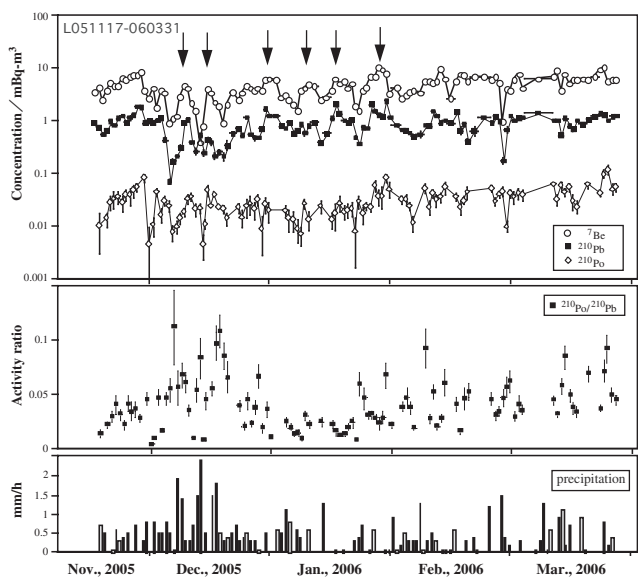 L051117-060331
Concentration / mBq-m³
100
10
1
0.1
0.01
0.001
⁷Be
²¹⁰Pb
²¹⁰Po
Activity ratio
0.1
0.05
0
²¹⁰Po/²¹⁰Pb
mm/h
2
1.5
1
0.5
0
precipitation
Nov., 2005 Dec., 2005 Jan., 2006 Feb., 2006 Mar., 2006